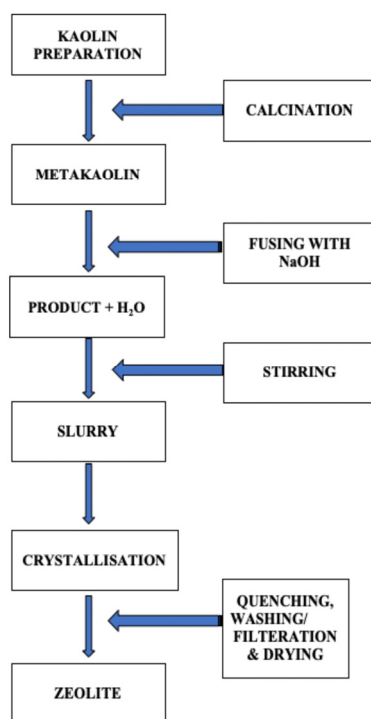 KAOLIN
PREPARATION
CALCINATION
METAKAOLIN
FUSING WITH
NaOH
PRODUCT + H₂O
STIRRING
SLURRY
CRYSTALLISATION
QUENCHING,
WASHING/
FILTERATION
& DRYING
ZEOLITE